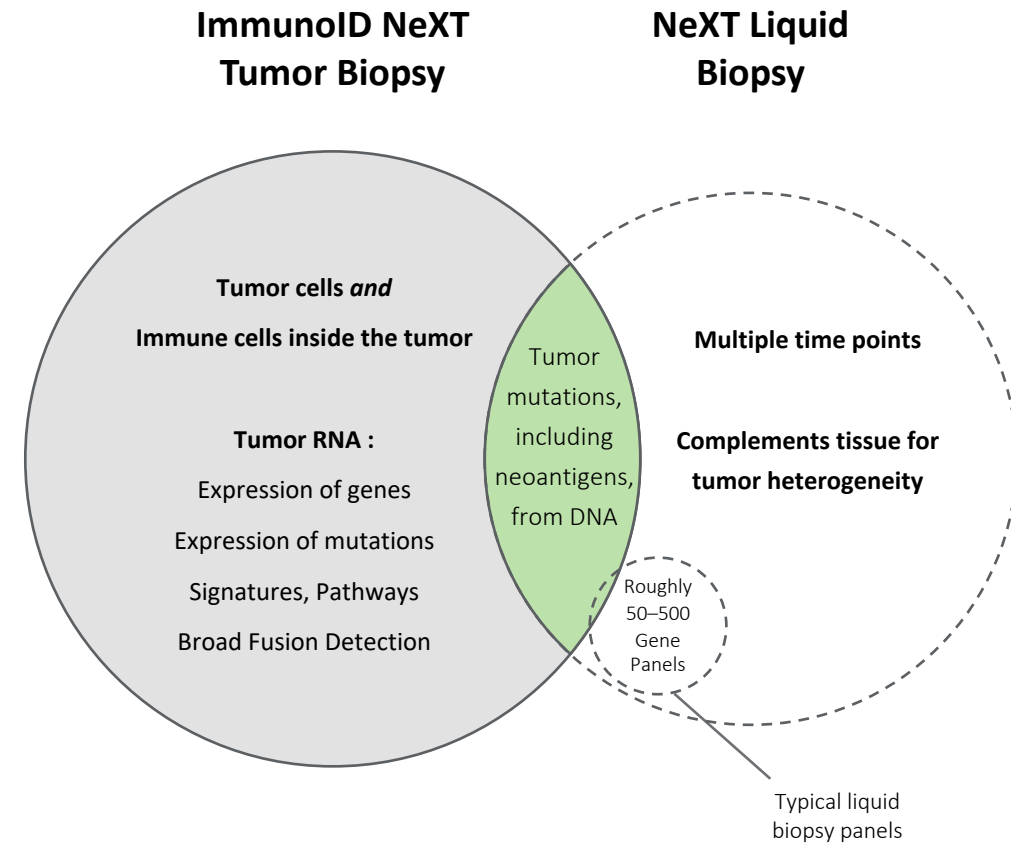 ImmunoID NeXT
Tumor Biopsy
NeXT Liquid
Biopsy
Tumor cells and
Immune cells inside the tumor
Tumor RNA :
Expression of genes
Expression of mutations
Signatures, Pathways
Broad Fusion Detection
Tumor
mutations,
including
neoantigens,
from DNA
Multiple time points
Complements tissue for
tumor heterogeneity
Roughly
50–500
Gene
Panels
Typical liquid
biopsy panels